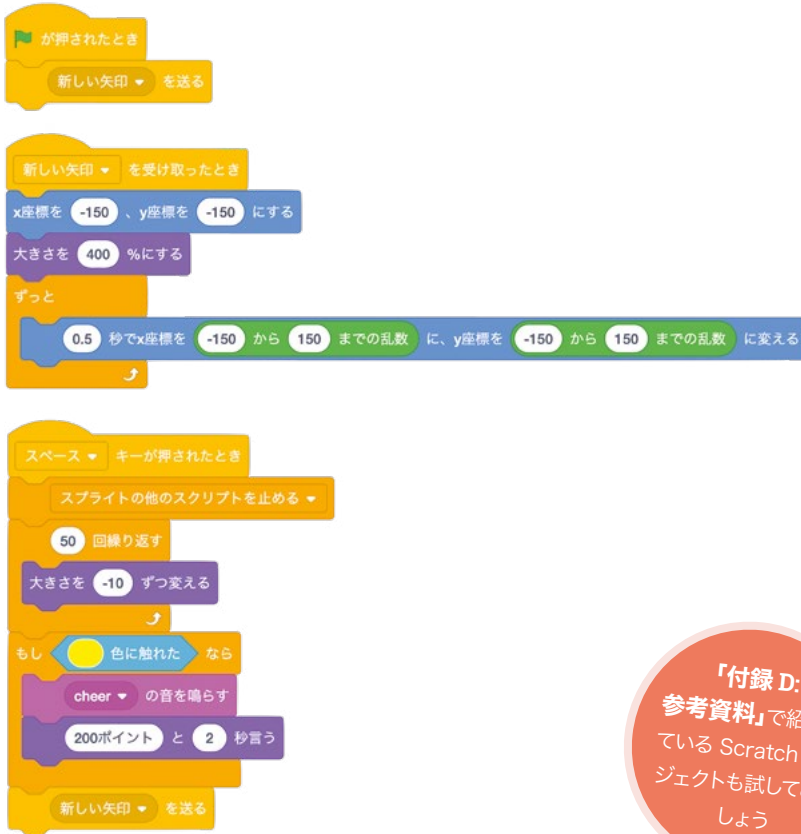 が押されたとき
新しい矢印 を送る
新しい矢印 を受け取ったとき
x座標を -150 、y座標を -150 にする
大きさを 400 %にする
ずっと
0.5 秒でx座標を -150 から 150 までの乱数 に、y座標を -150 から 150 までの乱数 に変える
スペース キーが押されたとき
スプライトの他のスクリプトを止める
50 回繰り返す
大きさを -10 ずつ変える
もし 色に触れた なら
cheer の音を鳴らす
200ポイント と 2 秒言う
新しい矢印 を送る
「付録 D:
参考資料」で紹
ている Scratch
ジェクトも試して
しょう